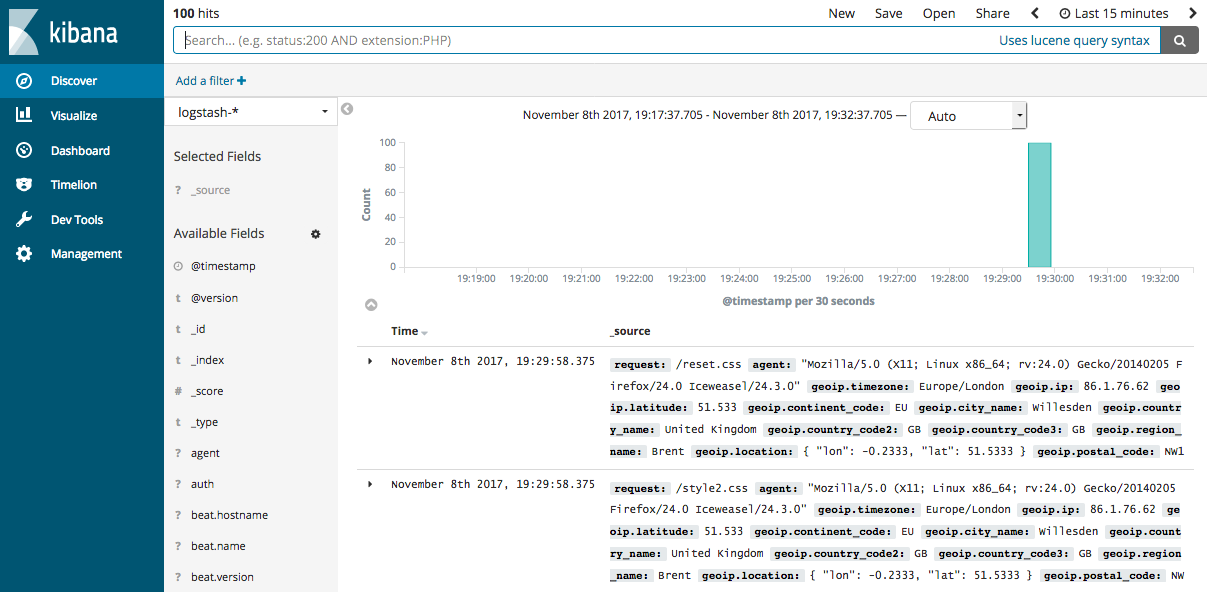 kibana
Discover
Visualize
Dashboard
Timelion
Dev Tools
Management
100 hits
New Save Open Share Last 15 minutes
Search... (e.g. status:200 AND extension:PHP) Uses lucene query syntax
Add a filter +
logstash-*
Selected Fields
? _source
Available Fields
@timestamp
t @version
t _id
t _index
# _score
t _type
? agent
? auth
? beat.hostname
? beat.name
? beat.version
November 8th 2017, 19:17:37.705 - November 8th 2017, 19:32:37.705 — Auto
Count
100
80
60
40
20
0
19:19:00 19:20:00 19:21:00 19:22:00 19:23:00 19:24:00 19:25:00 19:26:00 19:27:00 19:28:00 19:29:00 19:30:00 19:31:00 19:32:00
@timestamp per 30 seconds
Time _source
November 8th 2017, 19:29:58.375
request: /reset.css agent: "Mozilla/5.0 (X11; Linux x86_64; rv:24.0) Gecko/20140205 F
irefox/24.0 Iceweasel/24.3.0" geoip.timezone: Europe/London geoip.ip: 86.1.76.62 geo
ip.latitude: 51.533 geoip.continent_code: EU geoip.city_name: Willesden geoip.countr
y_name: United Kingdom geoip.country_code2: GB geoip.country_code3: GB geoip.region_
name: Brent geoip.location: { "lon": -0.2333, "lat": 51.5333 } geoip.postal_code: NW1
November 8th 2017, 19:29:58.375
request: /style2.css agent: "Mozilla/5.0 (X11; Linux x86_64; rv:24.0) Gecko/20140205
Firefox/24.0 Iceweasel/24.3.0" geoip.timezone: Europe/London geoip.ip: 86.1.76.62 ge
oip.latitude: 51.533 geoip.continent_code: EU geoip.city_name: Willesden geoip.count
ry_name: United Kingdom geoip.country_code2: GB geoip.country_code3: GB geoip.region
_name: Brent geoip.location: { "lon": -0.2333, "lat": 51.5333 } geoip.postal_code: NW